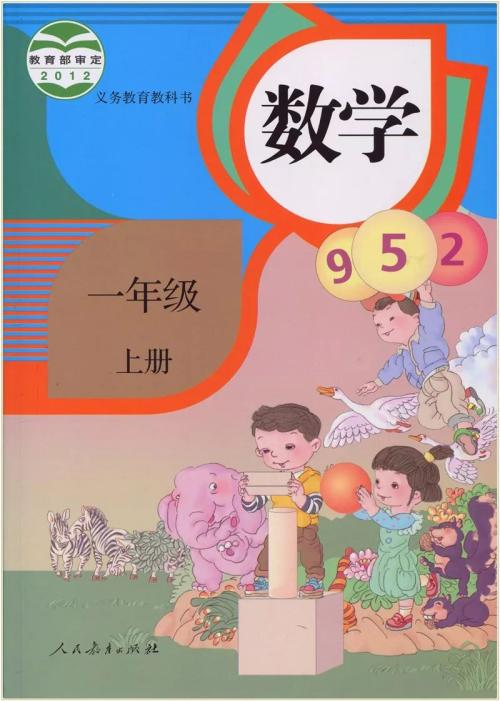 教育部审定
2012
义务教育教科书
数学
9 5 2
一年级
上册
人民教育出版社